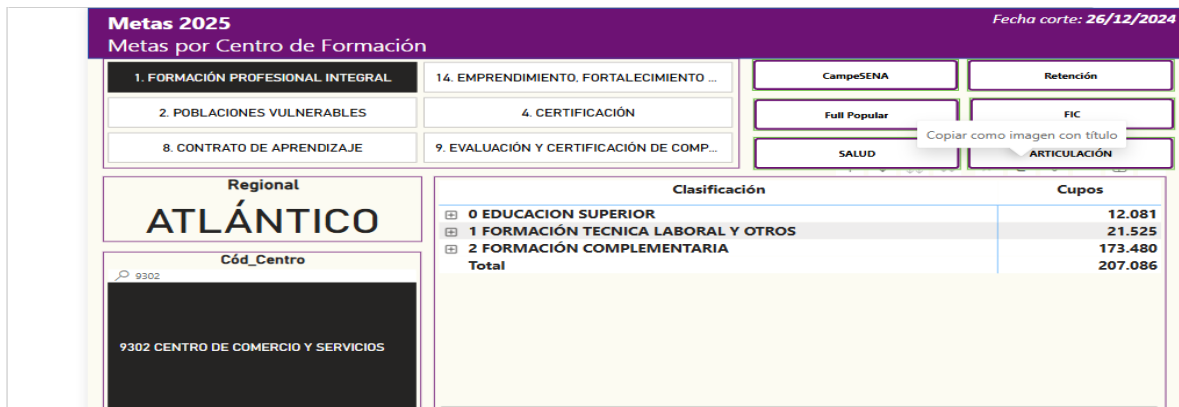 Metas 2025
Fecha corte: 26/12/2024
Metas por Centro de Formación
1. FORMACIÓN PROFESIONAL INTEGRAL
14. EMPRENDIMIENTO, FORTALECIMIENTO ...
CampeSENA
Retención
2. POBLACIONES VULNERABLES
4. CERTIFICACIÓN
Full Popular
FIC
Copiar como imagen con título
8. CONTRATO DE APRENDIZAJE
9. EVALUACIÓN Y CERTIFICACIÓN DE COMP...
SALUD
ARTICULACIÓN
Regional
ATLÁNTICO
Cód_Centro
9302
9302 CENTRO DE COMERCIO Y SERVICIOS
Clasificación Cupos
0 EDUCACION SUPERIOR 12.081
1 FORMACIÓN TECNICA LABORAL Y OTROS 21.525
2 FORMACIÓN COMPLEMENTARIA 173.480
Total 207.086